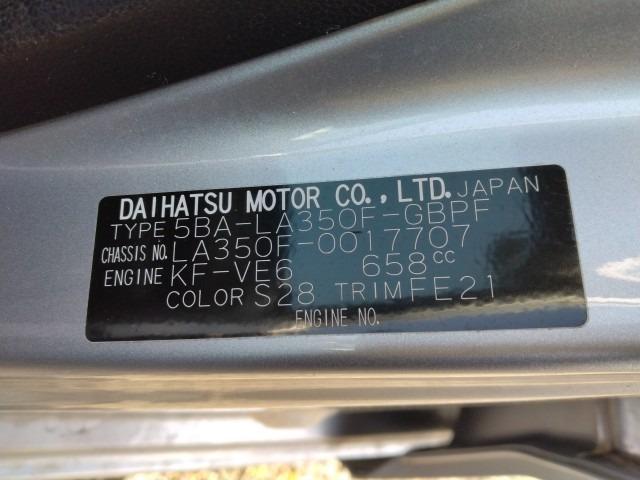 DAIHATSU MOTOR CO., LTD. JAPAN
TYPE 5BA-LA350F-GBPF
CHASSIS NO. LA350F-0017707
ENGINE KF-VE6 658cc
COLOR S28 TRIM FE21
ENGINE NO.